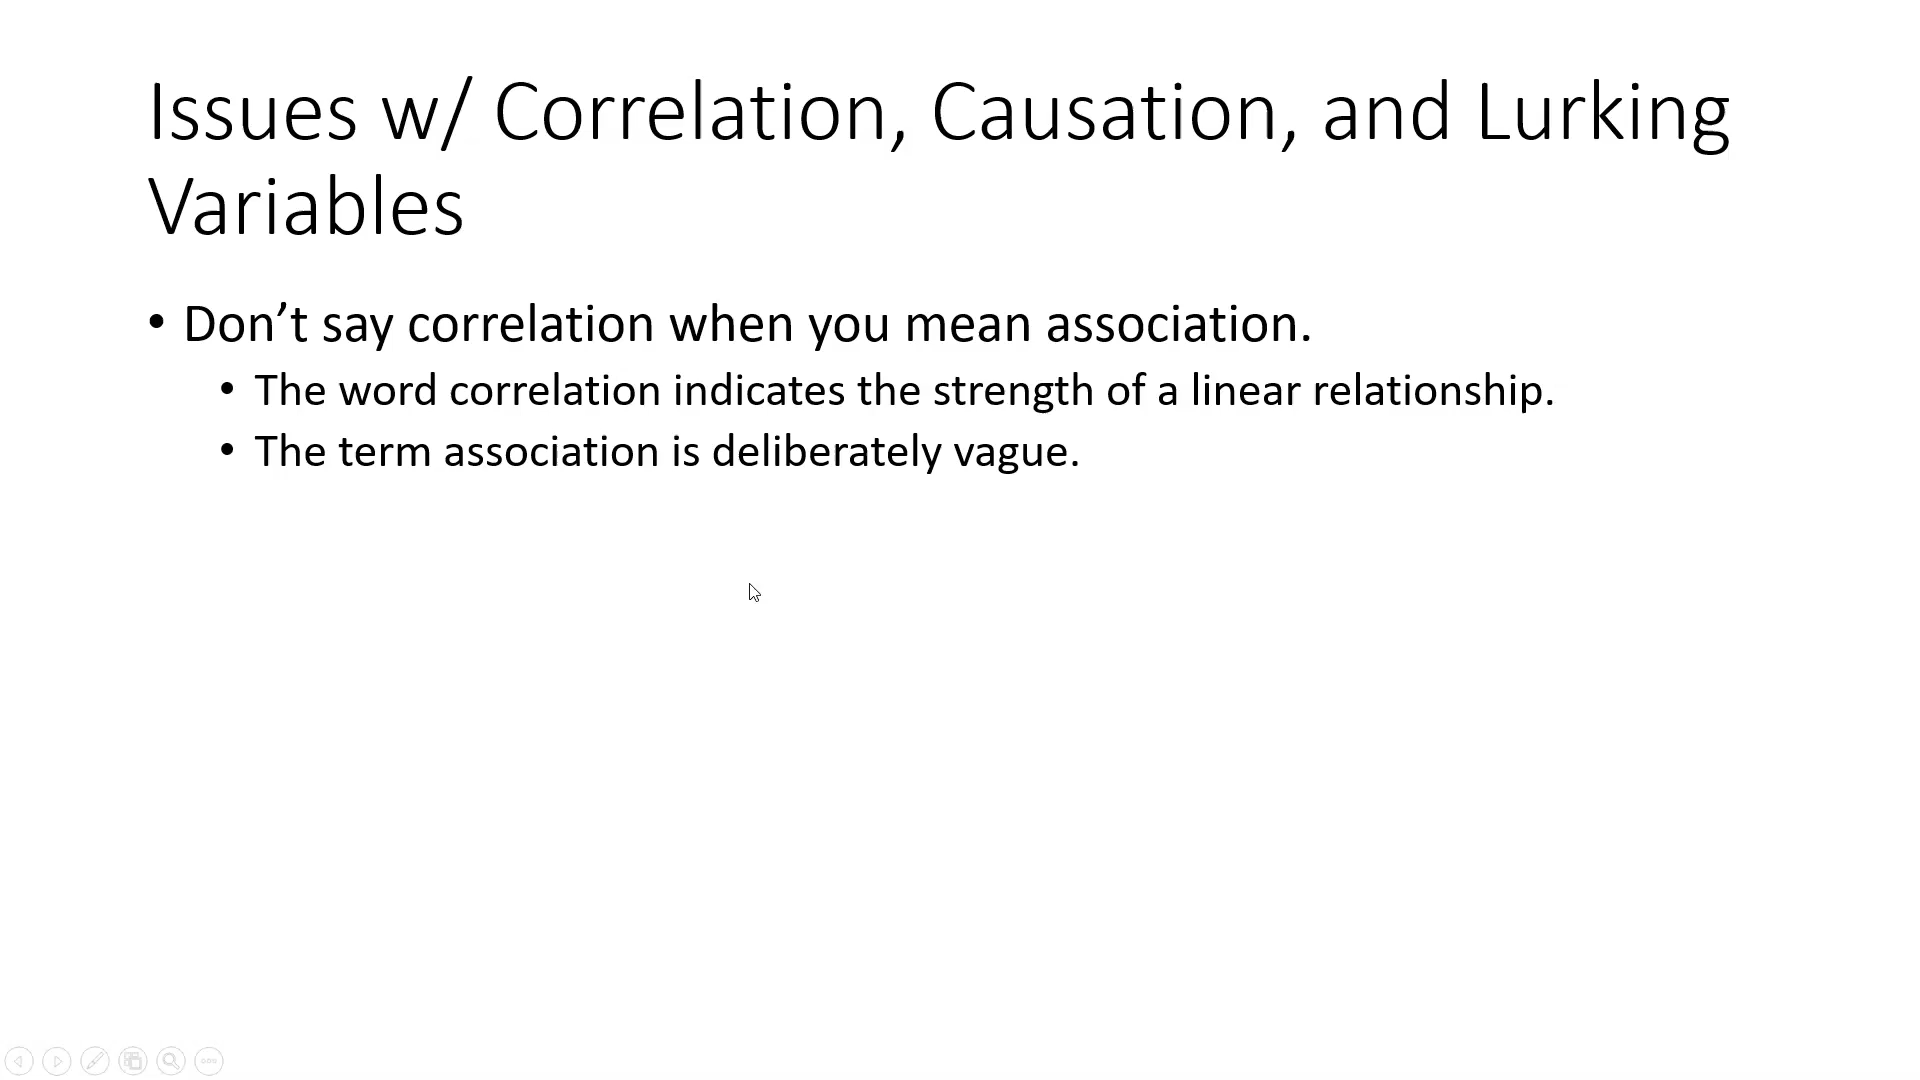 Issues w/ Correlation, Causation, and Lurking
Variables
• Don’t say correlation when you mean association.
• The word correlation indicates the strength of a linear relationship.
• The term association is deliberately vague.